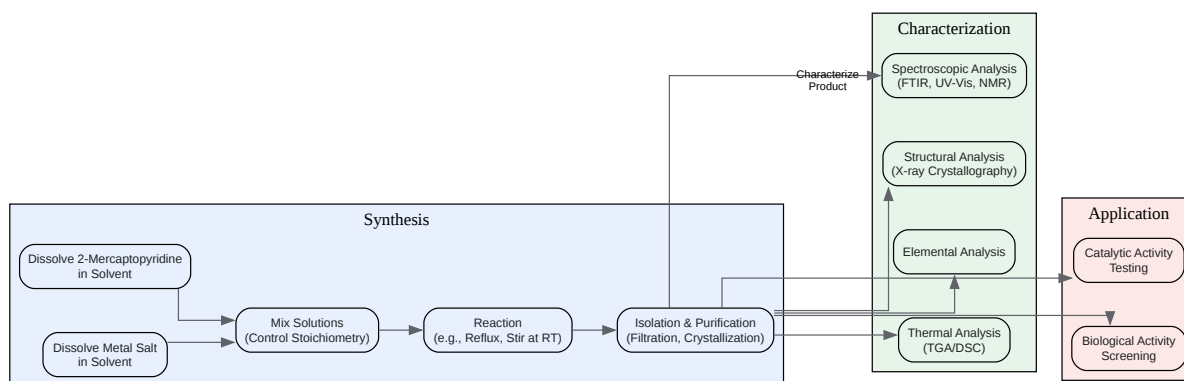 Synthesis
Dissolve 2-Mercaptopyridine
in Solvent
Dissolve Metal Salt
in Solvent
Mix Solutions
(Control Stoichiometry)
Reaction
(e.g., Reflux, Stir at RT)
Isolation & Purification
(Filtration, Crystallization)
Characterize
Product
Characterization
Spectroscopic Analysis
(FTIR, UV-Vis, NMR)
Structural Analysis
(X-ray Crystallography)
Elemental Analysis
Thermal Analysis
(TGA/DSC)
Application
Catalytic Activity
Testing
Biological Activity
Screening